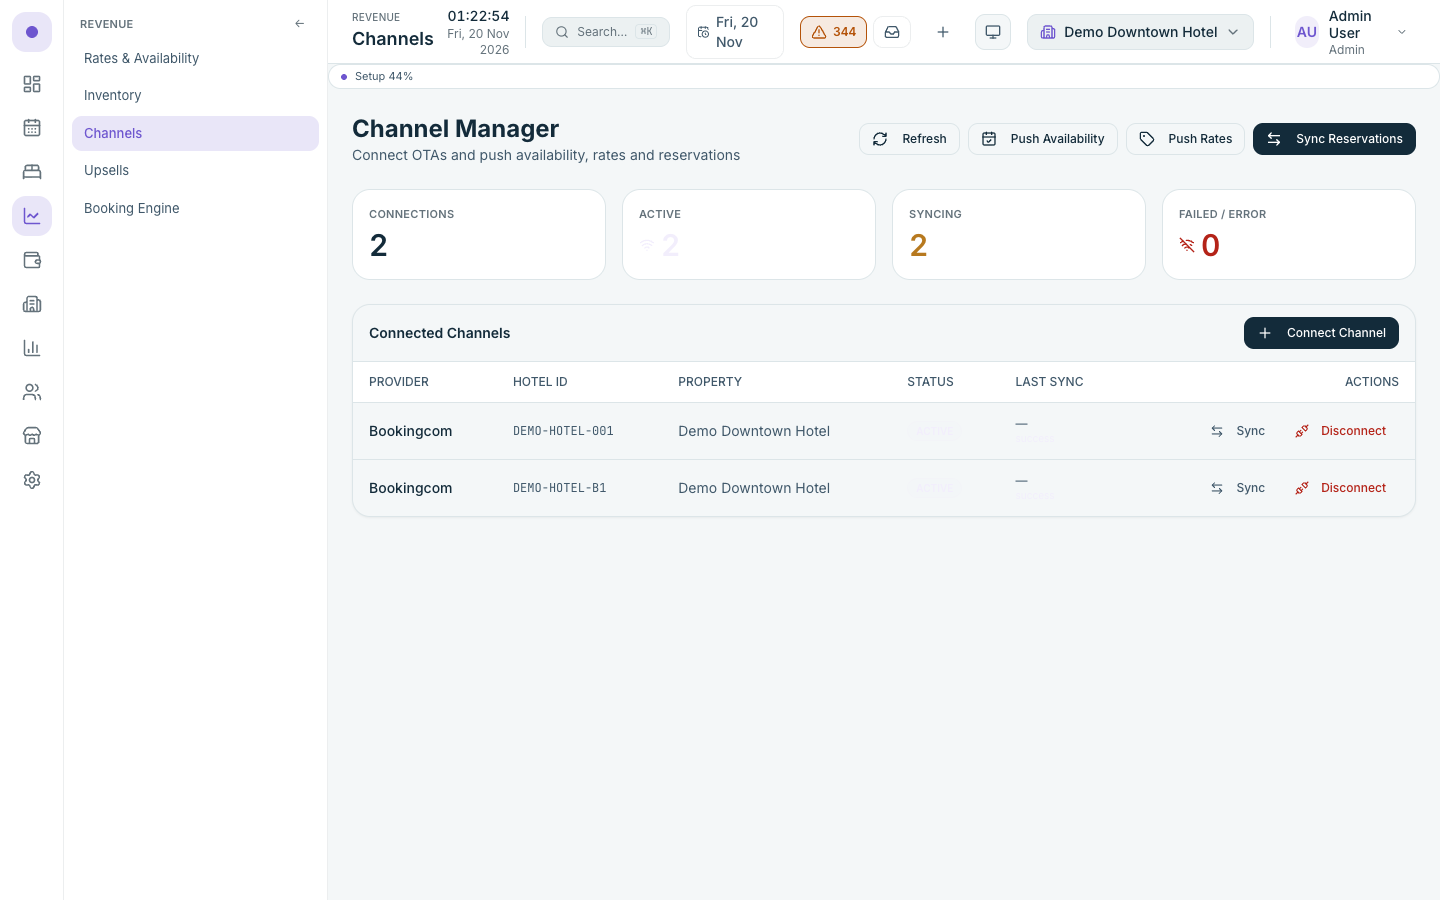 REVENUE
Rates & Availability
Inventory
Channels
Upsells
Booking Engine
REVENUE
Channels
01:22:54
Fri, 20 Nov
2026
Search...
⌘K
Fri, 20
Nov
344
Demo Downtown Hotel
AU
Admin
User
Admin
Setup 44%
Channel Manager
Connect OTAs and push availability, rates and reservations
Refresh
Push Availability
Push Rates
Sync Reservations
CONNECTIONS
2
ACTIVE
2
SYNCING
2
FAILED / ERROR
0
Connected Channels
Connect Channel
PROVIDER HOTEL ID PROPERTY STATUS LAST SYNC ACTIONS
Bookingcom DEMO-HOTEL-001 Demo Downtown Hotel — Sync Disconnect
Bookingcom DEMO-HOTEL-B1 Demo Downtown Hotel — Sync Disconnect